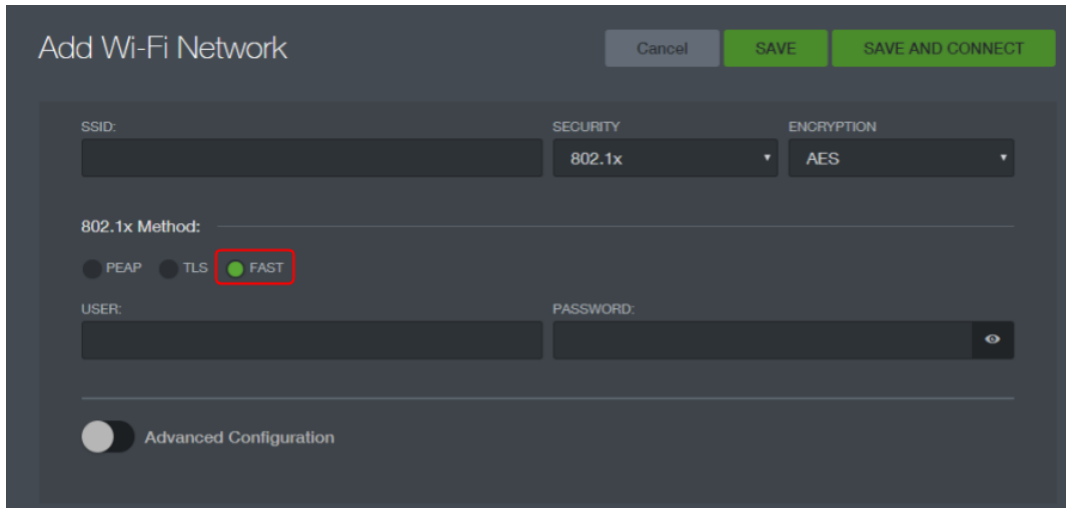 Add Wi-Fi Network
Cancel
SAVE
SAVE AND CONNECT
SSID:
SECURITY
ENCRYPTION
802.1x
AES
802.1x Method:
PEAP
TLS
FAST
USER:
PASSWORD:
Advanced Configuration